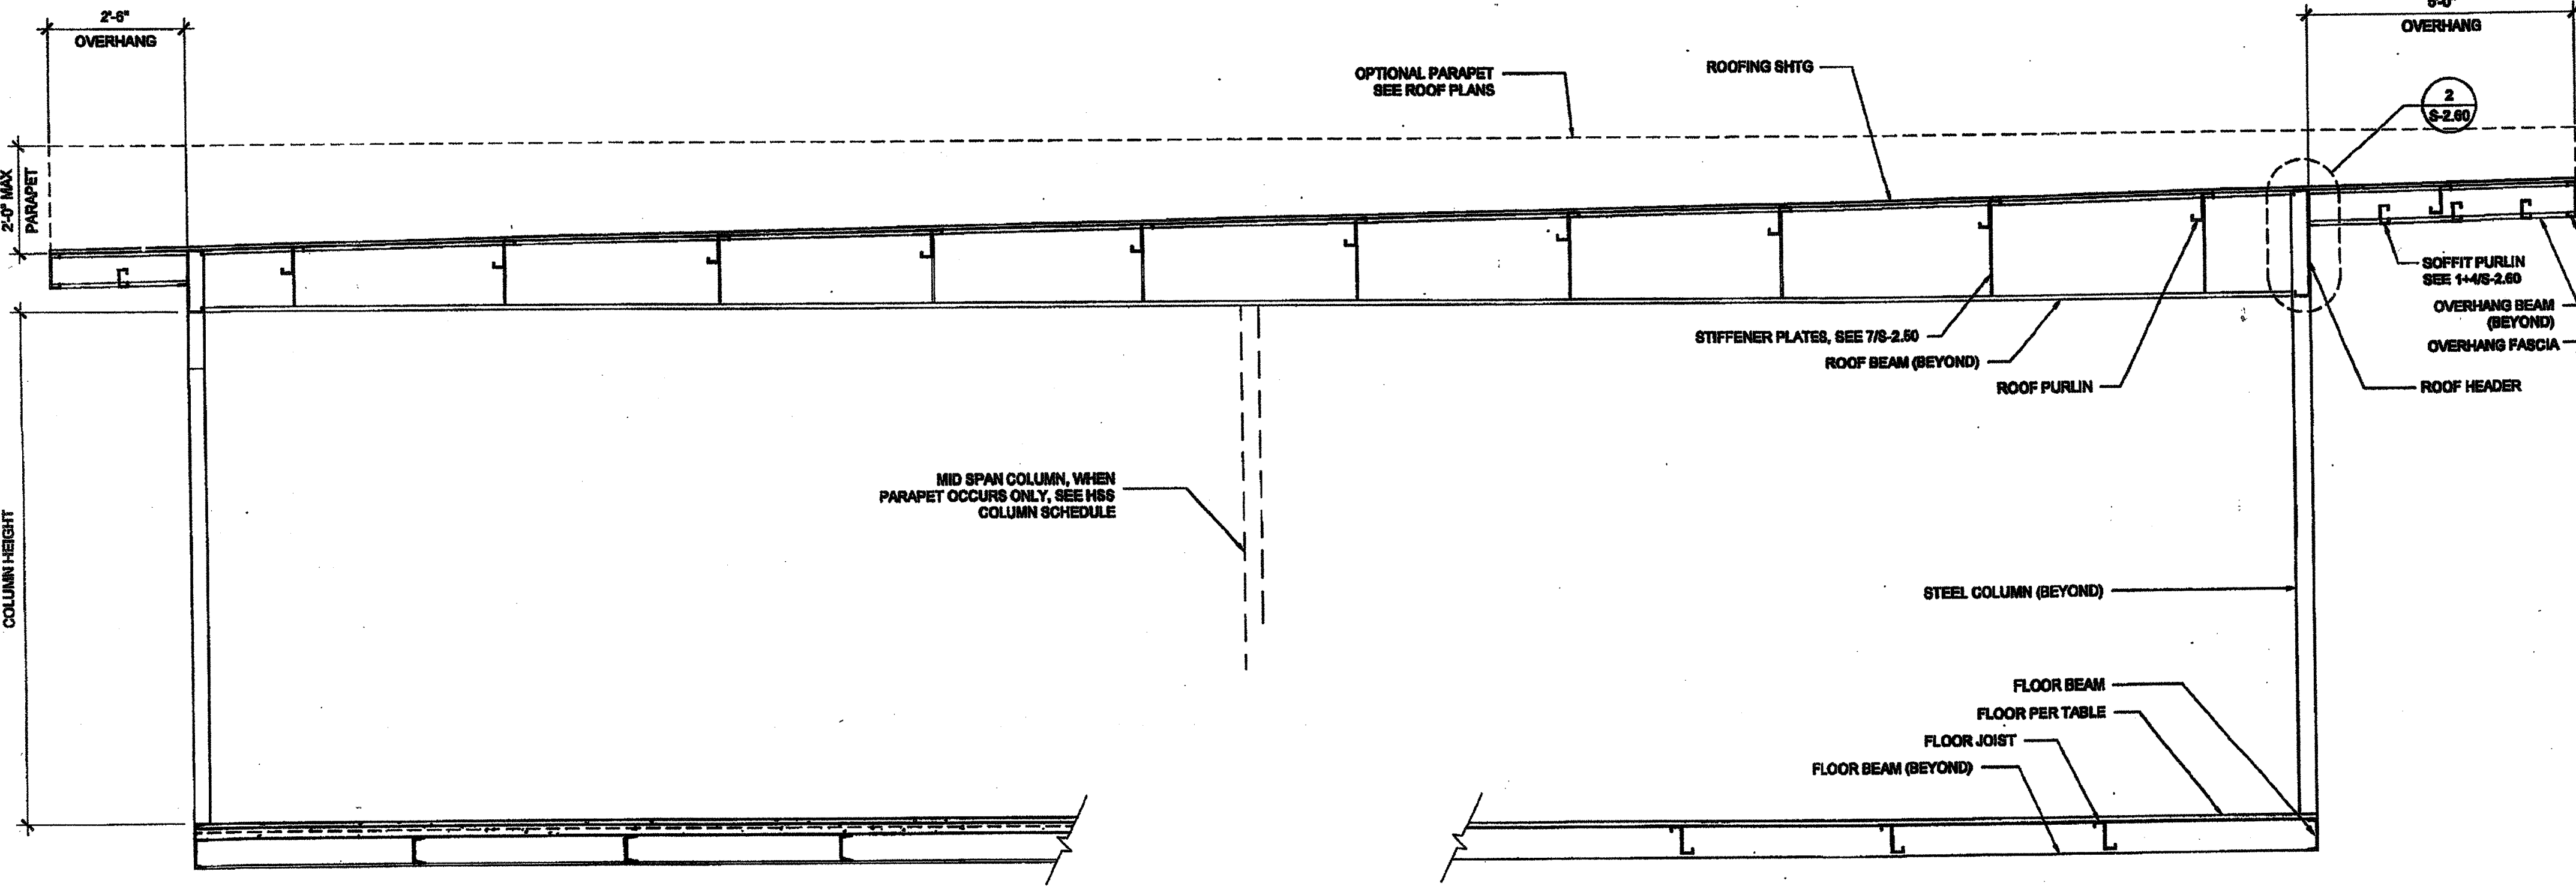 2'-6"
OVERHANG
5'-0"
OVERHANG
OPTIONAL PARAPET
SEE ROOF PLANS
ROOFING SHTG
2
S-2.60
2'-0" MAX
PARAPET
SOFFIT PURLIN
SEE 1+4/S-2.60
OVERHANG BEAM
(BEYOND)
OVERHANG FASCIA
STIFFENER PLATES, SEE 7/S-2.50
ROOF BEAM (BEYOND)
ROOF PURLIN
ROOF HEADER
MID SPAN COLUMN, WHEN
PARAPET OCCURS ONLY, SEE HSS
COLUMN SCHEDULE
COLUMN HEIGHT
STEEL COLUMN (BEYOND)
FLOOR BEAM
FLOOR PER TABLE
FLOOR JOIST
FLOOR BEAM (BEYOND)